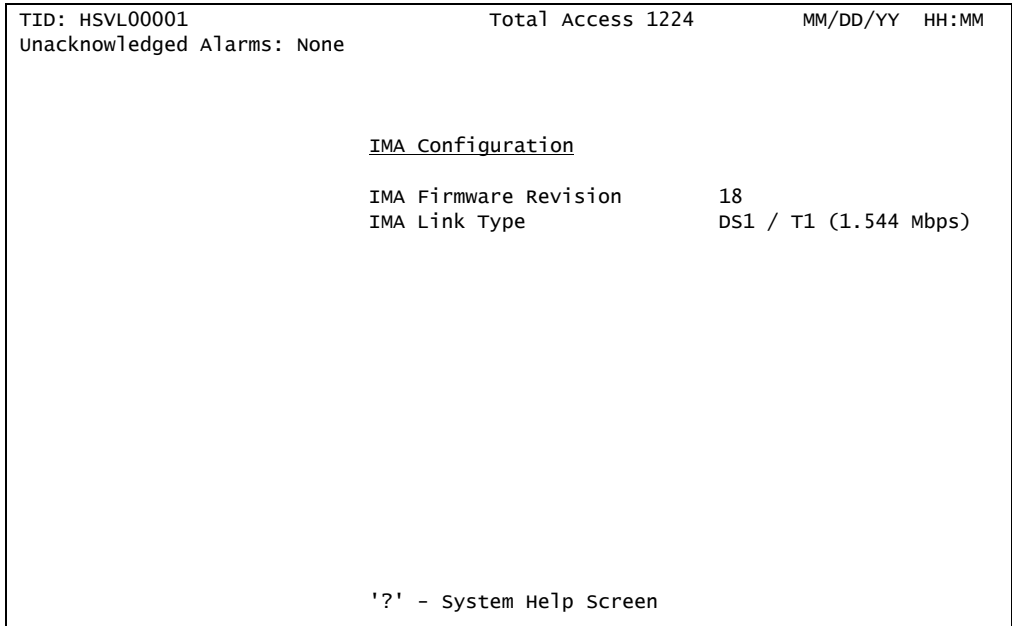 TID: HSVL00001 Total Access 1224 MM/DD/YY HH:MM
Unacknowledged Alarms: None
IMA Configuration
IMA Firmware Revision 18
IMA Link Type DS1 / T1 (1.544 Mbps)
'?' - System Help Screen